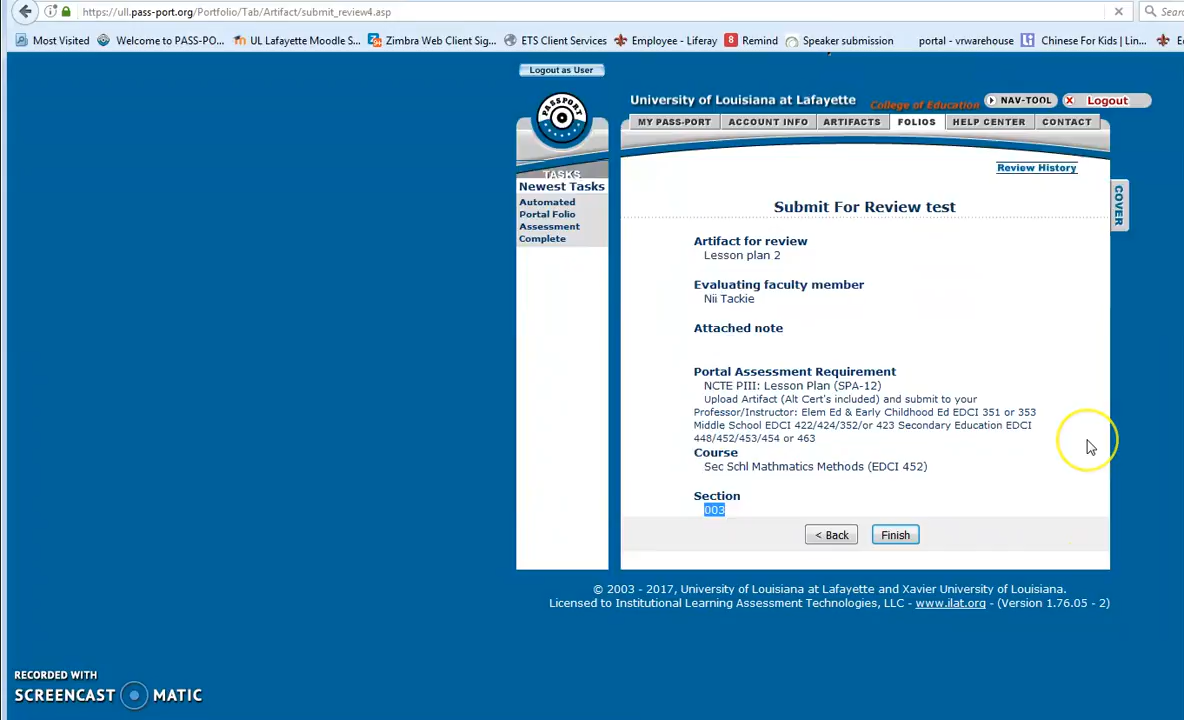 https://ull.pass-port.org/Portfolio/Tab/Artifact/submit_review4.asp
Sear
Most Visited
Welcome to PASS-PO...
UL Lafayette Moodle S...
Zimbra Web Client Sig...
ETS Client Services
Employee - Liferay
8 Remind
Speaker submission
portal - vrwarehouse
Chinese For Kids | Lin...
Logout as User
PASSPORT
University of Louisiana at Lafayette
College of Education
NAV-TOOL
X Logout
MY PASS-PORT
ACCOUNT INFO
ARTIFACTS
FOLIOS
HELP CENTER
CONTACT
TASKS
Newest Tasks
Automated
Portal Folio
Assessment
Complete
Review History
COVER
Submit For Review test
Artifact for review
Lesson plan 2
Evaluating faculty member
Nii Tackie
Attached note
Portal Assessment Requirement
NCTE PIII: Lesson Plan (SPA-12)
Upload Artifact (Alt Cert's included) and submit to your
Professor/Instructor: Elem Ed & Early Childhood Ed EDCI 351 or 353
Middle School EDCI 422/424/352/or 423 Secondary Education EDCI
448/452/453/454 or 463
Course
Sec Schl Mathmatics Methods (EDCI 452)
Section
003
< Back
Finish
© 2003 - 2017, University of Louisiana at Lafayette and Xavier University of Louisiana.
Licensed to Institutional Learning Assessment Technologies, LLC - www.ilat.org - (Version 1.76.05 - 2)
RECORDED WITH
SCREENCAST MATIC